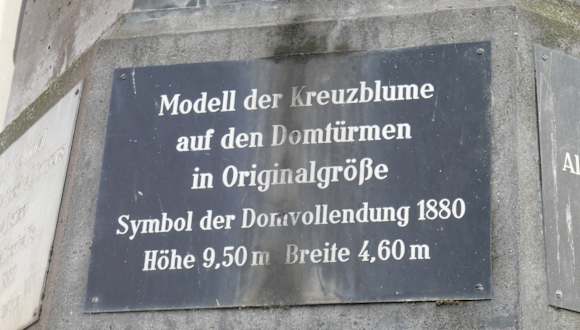 Modell der Kreuzblume
auf den Domtürmen
in Originalgröße
Symbol der Domvollendung 1880
Höhe 9,50 m Breite 4,60 m